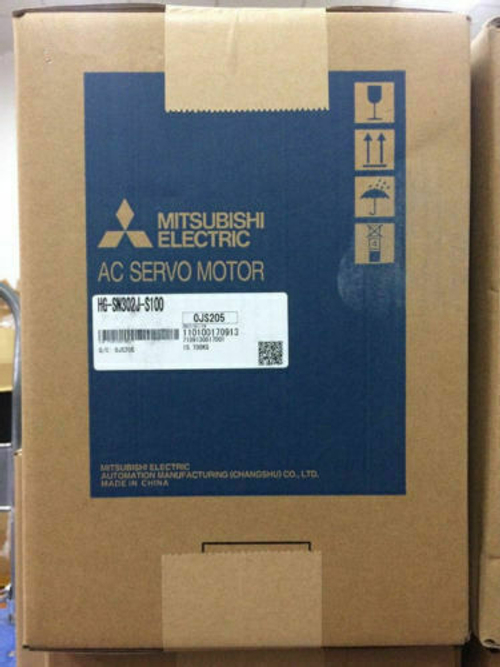 MITSUBISHI
ELECTRIC
AC SERVO MOTOR
HG-SN302J-S100
0JS205
110100170913
MITSUBISHI ELECTRIC
AUTOMATION MANUFACTURING (CHANGSHU) CO., LTD.
MADE IN CHINA